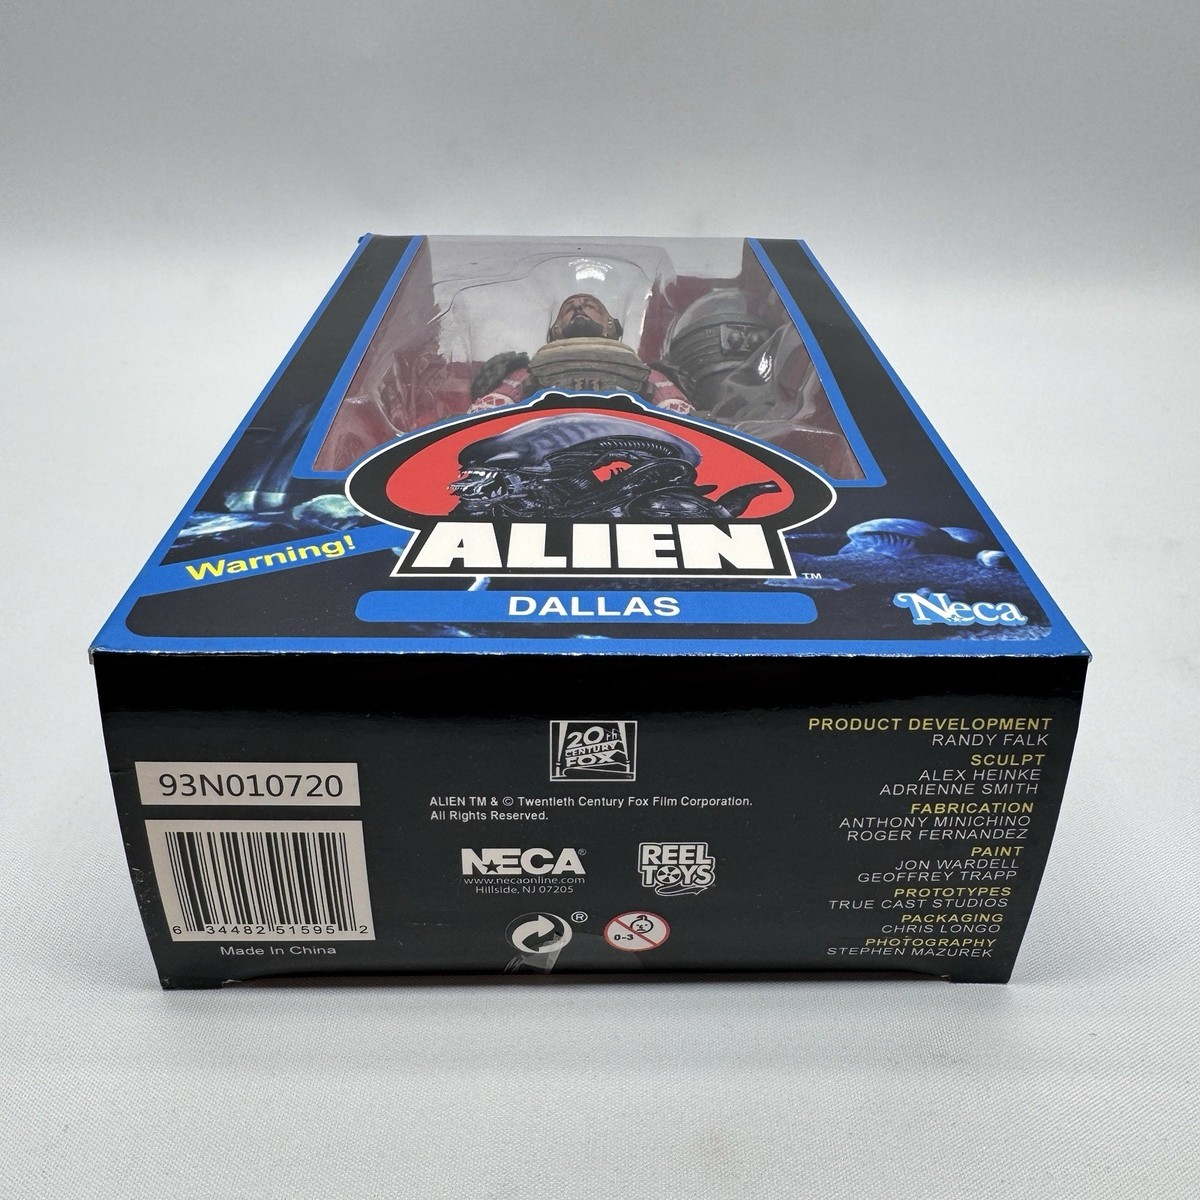 Warning!
ALIEN
TM
DALLAS
Neca
93N010720
6 34482 51595 2
Made In China
20th
CENTURY
FOX
ALIEN TM & © Twentieth Century Fox Film Corporation.
All Rights Reserved.
NECA®
www.necaonline.com
Hillside, NJ 07205
REEL
TOYS
®
0-3
PRODUCT DEVELOPMENT
RANDY FALK
SCULPT
ALEX HEINKE
ADRIENNE SMITH
FABRICATION
ANTHONY MINICHINO
ROGER FERNANDEZ
PAINT
JON WARDELL
GEOFFREY TRAPP
PROTOTYPES
TRUE CAST STUDIOS
PACKAGING
CHRIS LONGO
PHOTOGRAPHY
STEPHEN MAZUREK